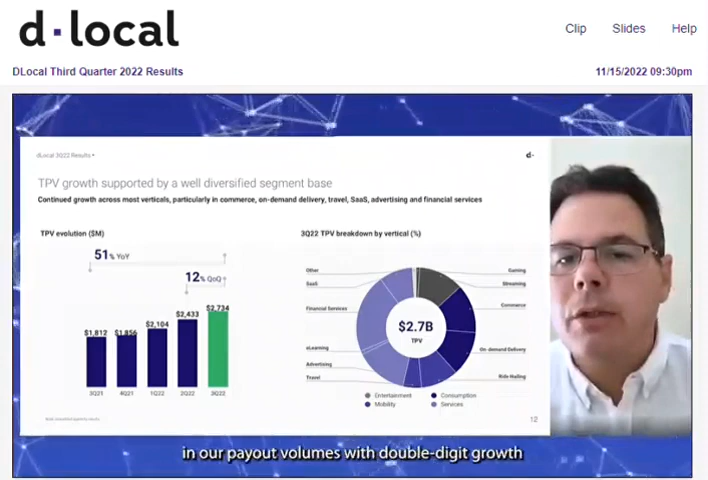 d·local
Clip Slides Help
DLocal Third Quarter 2022 Results
11/15/2022 09:30pm
dLocal 3Q22 Results
d·
TPV growth supported by a well diversified segment base
Continued growth across most verticals, particularly in commerce, on-demand delivery, travel, SaaS, advertising and financial services
TPV evolution ($M)
3Q22 TPV breakdown by vertical (%)
51% YoY
12% QoQ
$1,812 $1,856 $2,104 $2,433 $2,734
3Q21 4Q21 1Q22 2Q22 3Q22
Other
SaaS
Financial Services
eLearning
Advertising
Travel
$2.7B
TPV
Gaming
Streaming
Commerce
On-demand Delivery
Ride Hailing
Entertainment Consumption
Mobility Services
12
in our payout volumes with double-digit growth